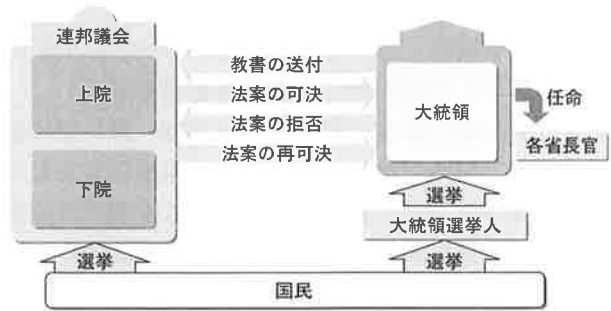 連邦議会
上院
下院
教書の送付
法案の可決
法案の拒否
法案の再可決
大統領
任命
各省長官
選挙
大統領選挙人
選挙
選挙
国民